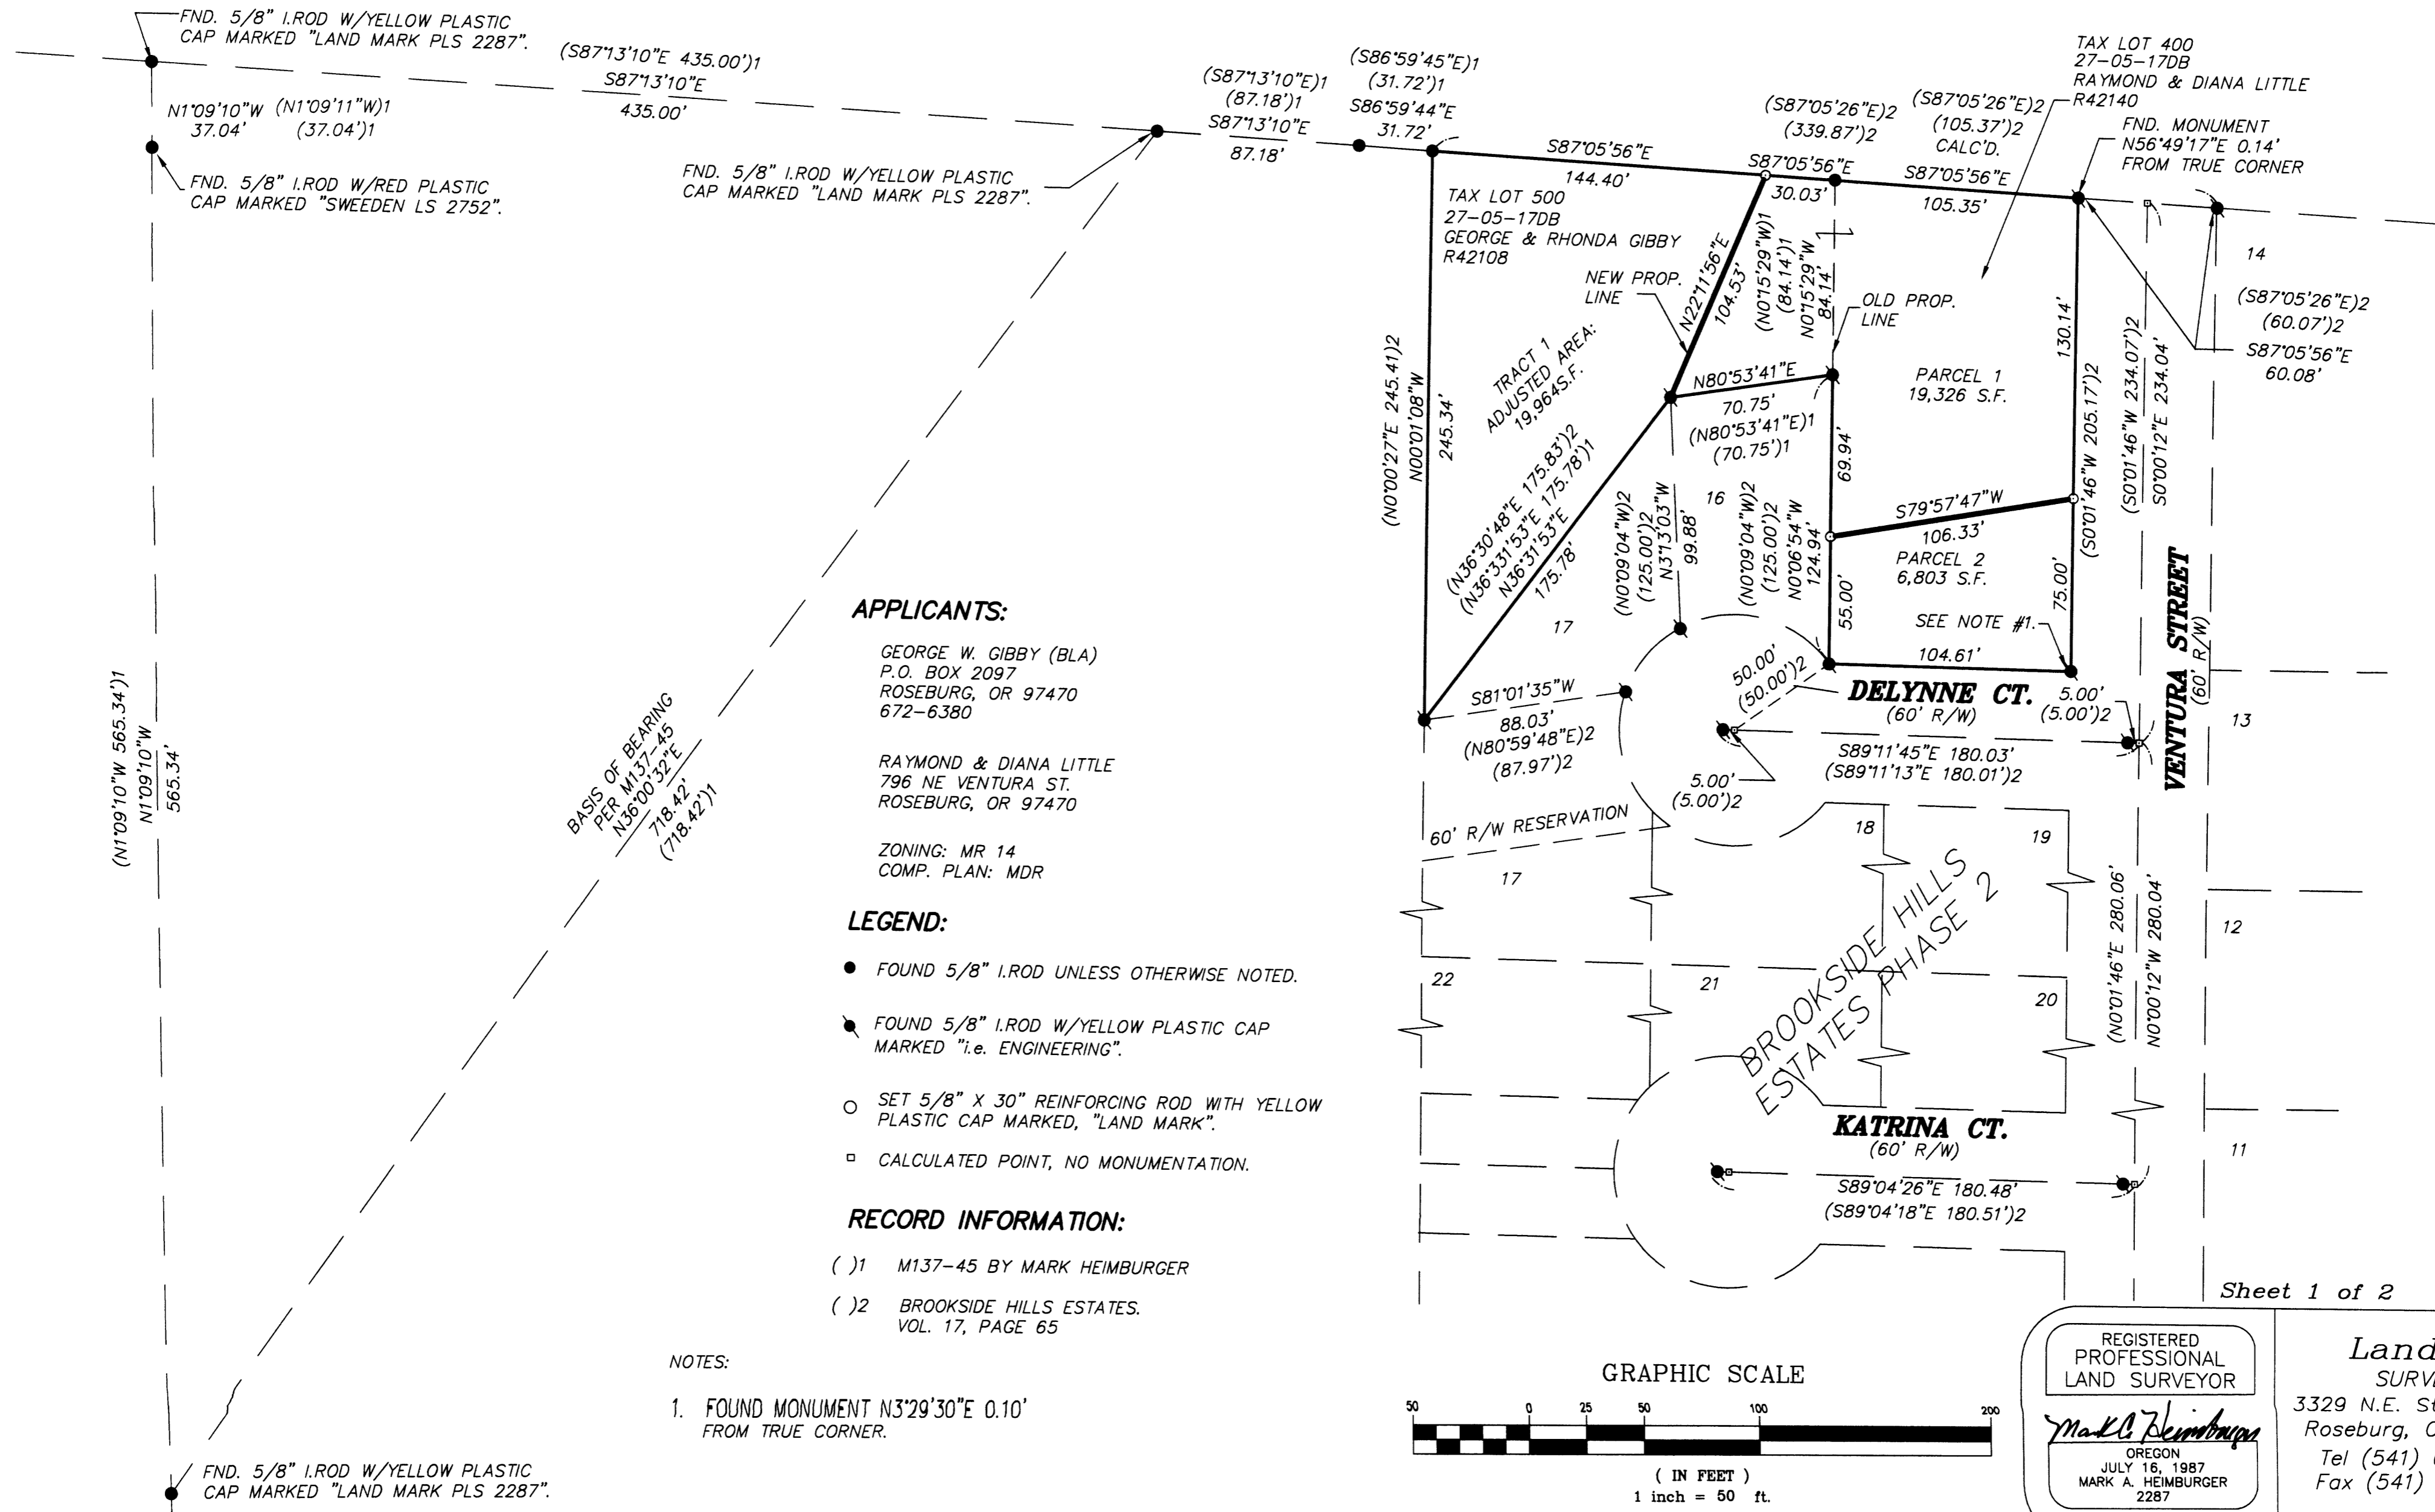 FND. 5/8" I.ROD W/YELLOW PLASTIC
CAP MARKED "LAND MARK PLS 2287".
(S87°13'10"E 435.00')1
S87°13'10"E
435.00'
N1°09'10"W (N1°09'11"W)1
37.04' (37.04')1
FND. 5/8" I.ROD W/RED PLASTIC
CAP MARKED "SWEEDEN LS 2752".
FND. 5/8" I.ROD W/YELLOW PLASTIC
CAP MARKED "LAND MARK PLS 2287".
(S87°13'10"E)1
(87.18')1
S87°13'10"E
87.18'
(S86°59'45"E)1
(31.72')1
S86°59'44"E
31.72'
S87°05'56"E
144.40'
(S87°05'26"E)2
(339.87')2
S87°05'56"E
30.03'
(S87°05'26"E)2
(105.37')2
CALC'D.
S87°05'56"E
105.35'
TAX LOT 400
27-05-17DB
RAYMOND & DIANA LITTLE
R42140
FND. MONUMENT
N56°49'17"E 0.14'
FROM TRUE CORNER
TAX LOT 500
27-05-17DB
GEORGE & RHONDA GIBBY
R42108
NEW PROP.
LINE
N22°11'56"E
104.53'
(N0°15'29"W)1
(84.14')1
N0°15'29"W
84.14'
OLD PROP.
LINE
14
(S87°05'26"E)2
(60.07')2
S87°05'56"E
60.08'
TRACT 1
ADJUSTED AREA:
19,964S.F.
(N0°00'27"E 245.41)2
N00°01'08"W
245.34'
N80°53'41"E
70.75'
(N80°53'41"E)1
(70.75')1
PARCEL 1
19,326 S.F.
130.14'
(S0°01'46"W 205.17')2
(S0°01'46"W 234.07')2
S0°00'12"E 234.04'
69.94'
S79°57'47"W
106.33'
PARCEL 2
6,803 S.F.
55.00'
75.00'
SEE NOTE #1.
104.61'
(N36°30'48"E 175.83')2
(N36°331'53"E 175.78')1
N36°31'53"E
175.78'
(N0°09'04"W)2
(125.00')2
N3°13'03"W
99.88'
16
(N0°09'04"W)2
(125.00')2
N0°06'54"W
124.94'
17
S81°01'35"W
88.03'
(N80°59'48"E)2
(87.97')2
50.00'
(50.00')2
DELYNNE CT.
(60' R/W)
5.00'
(5.00')2
S89°11'45"E 180.03'
(S89°11'13"E 180.01')2
5.00'
(5.00')2
VENTURA STREET
(60' R/W)
13
60' R/W RESERVATION
17
18
19
12
(N0°01'46"E 280.06'
N0°00'12"W 280.04'
BROOKSIDE HILLS
ESTATES PHASE 2
22
21
20
KATRINA CT.
(60' R/W)
S89°04'26"E 180.48'
(S89°04'18"E 180.51')2
11
(N1°09'10"W 565.34')1
N1°09'10"W
565.34'
BASIS OF BEARING
PER M137-45
N36°00'32"E
718.42'
(718.42')1
APPLICANTS:
GEORGE W. GIBBY (BLA)
P.O. BOX 2097
ROSEBURG, OR 97470
672-6380
RAYMOND & DIANA LITTLE
796 NE VENTURA ST.
ROSEBURG, OR 97470
ZONING: MR 14
COMP. PLAN: MDR
LEGEND:
FOUND 5/8" I.ROD UNLESS OTHERWISE NOTED.
FOUND 5/8" I.ROD W/YELLOW PLASTIC CAP
MARKED "i.e. ENGINEERING".
SET 5/8" X 30" REINFORCING ROD WITH YELLOW
PLASTIC CAP MARKED, "LAND MARK".
CALCULATED POINT, NO MONUMENTATION.
RECORD INFORMATION:
( )1 M137-45 BY MARK HEIMBURGER
( )2 BROOKSIDE HILLS ESTATES.
VOL. 17, PAGE 65
NOTES:
1. FOUND MONUMENT N3°29'30"E 0.10'
FROM TRUE CORNER.
FND. 5/8" I.ROD W/YELLOW PLASTIC
CAP MARKED "LAND MARK PLS 2287".
GRAPHIC SCALE
50 0 25 50 100 200
( IN FEET )
1 inch = 50 ft.
Sheet 1 of 2
REGISTERED
PROFESSIONAL
LAND SURVEYOR
Mark A. Heimburger
OREGON
JULY 16, 1987
MARK A. HEIMBURGER
2287
Land
SURVE
3329 N.E. St
Roseburg, O
Tel (541)
Fax (541)